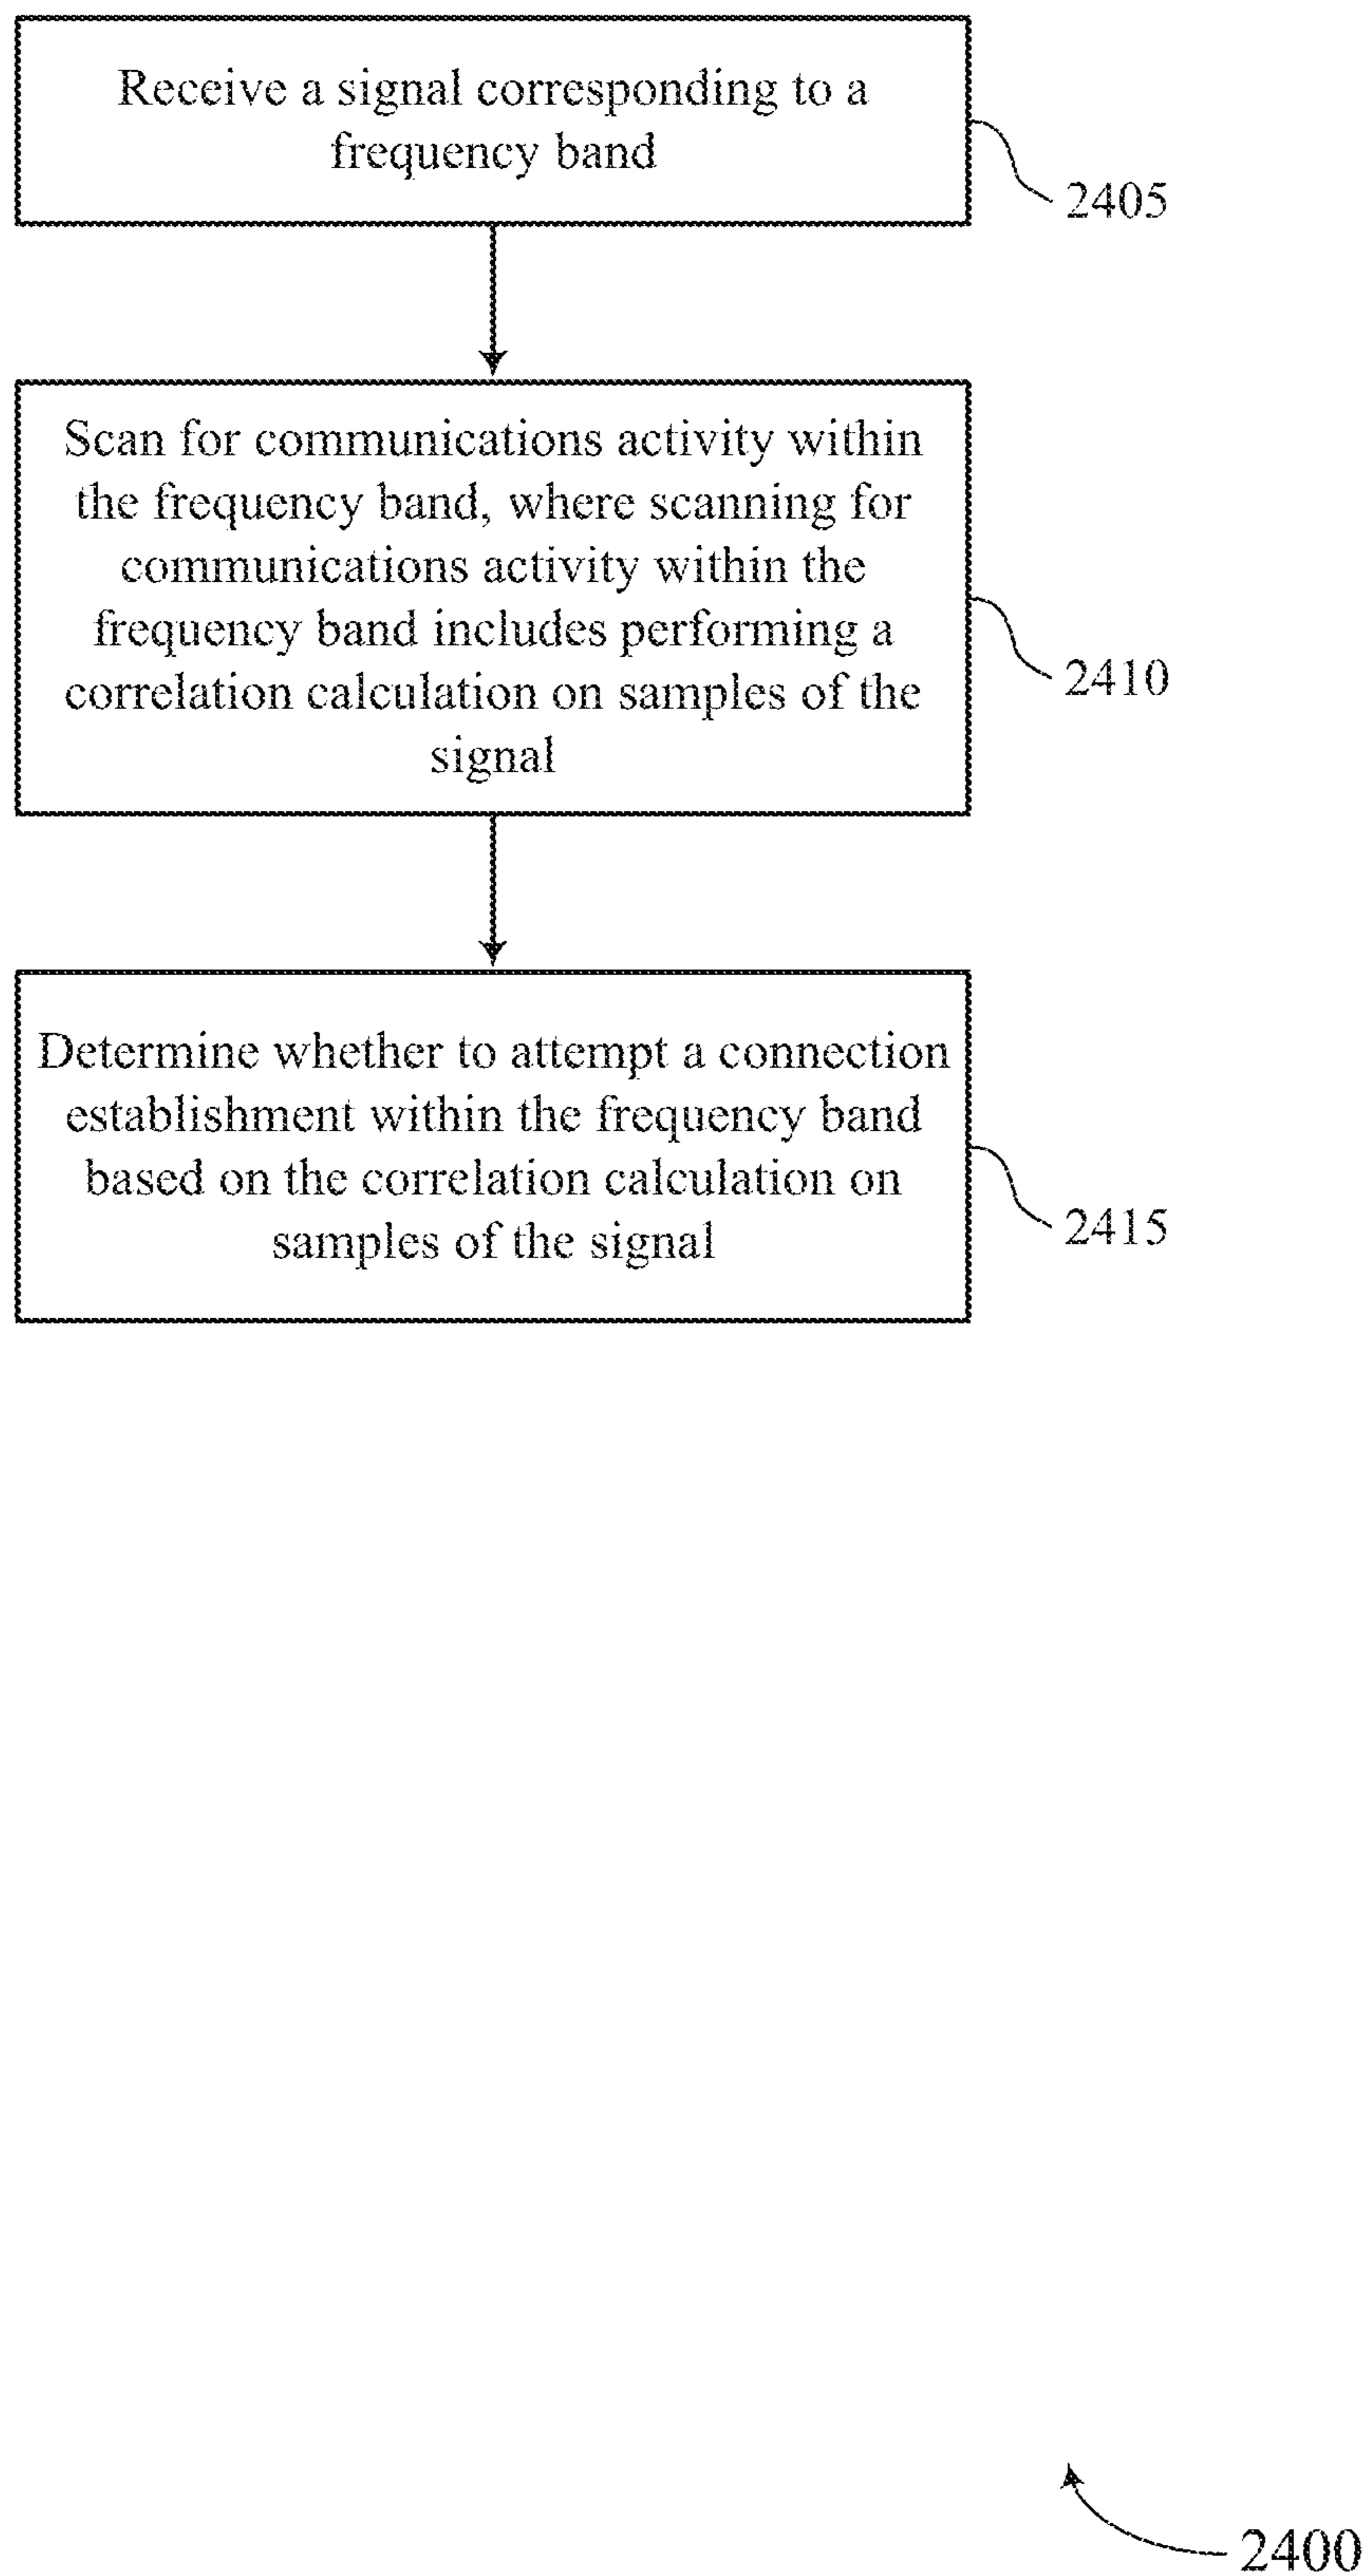 Receive a signal corresponding to a
frequency band
2405
Scan for communications activity within
the frequency band, where scanning for
communications activity within the
frequency band includes performing a
correlation calculation on samples of the
signal
2410
Determine whether to attempt a connection
establishment within the frequency band
based on the correlation calculation on
samples of the signal
2415
2400